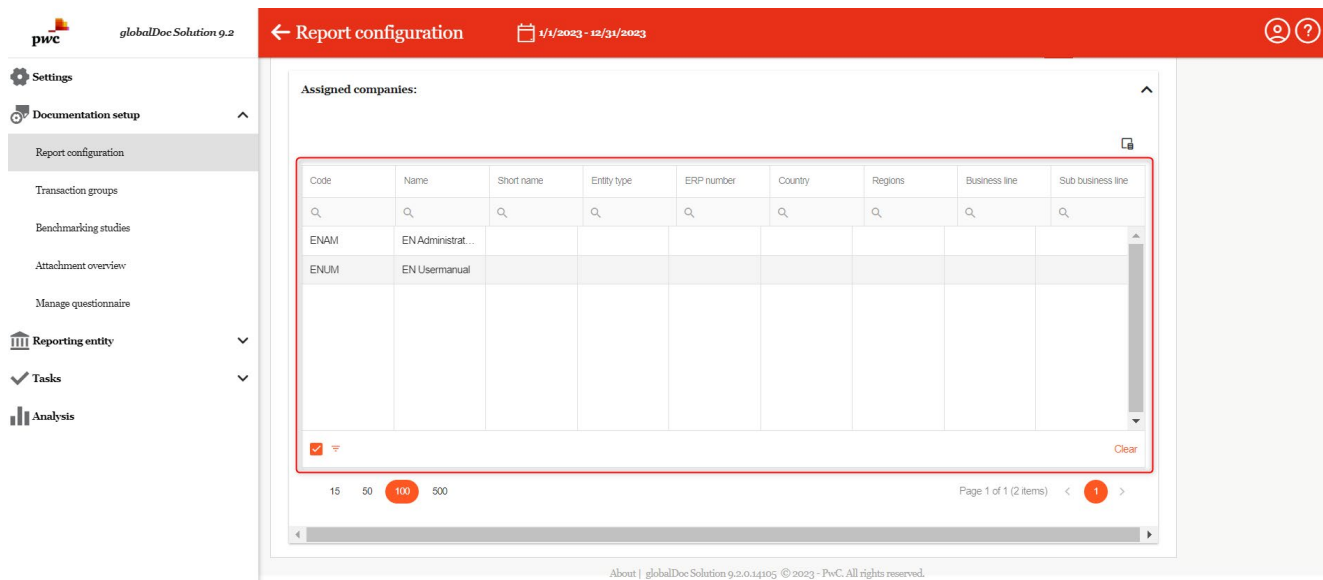 pwc
globalDoc Solution 9.2
Report configuration
1/1/2023 - 12/31/2023
Settings
Documentation setup
Report configuration
Transaction groups
Benchmarking studies
Attachment overview
Manage questionnaire
Reporting entity
Tasks
Analysis
Assigned companies:
Code Name Short name Entity type ERP number Country Regions Business line Sub business line
ENAM EN Administrat...
ENUM EN Usermanual
Clear
15 50 100 500 Page 1 of 1 (2 items) < 1 >
About | globalDoc Solution 9.2.0.14105 © 2023 - PwC. All rights reserved.